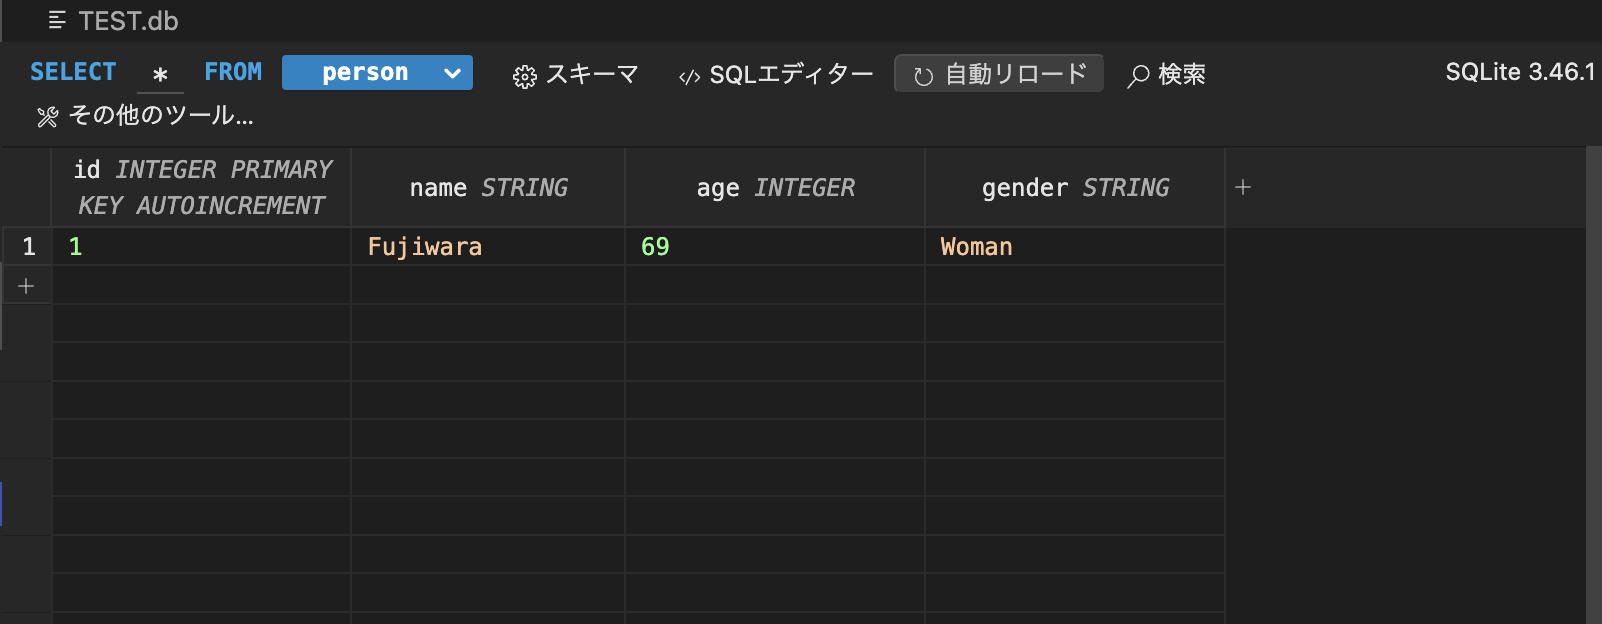 TEST.db
SELECT * FROM person スキーマ SQLエディター 自動リロード 検索 SQLite 3.46.1
その他のツール...
id INTEGER PRIMARY KEY AUTOINCREMENT name STRING age INTEGER gender STRING +
1 1 Fujiwara 69 Woman
+